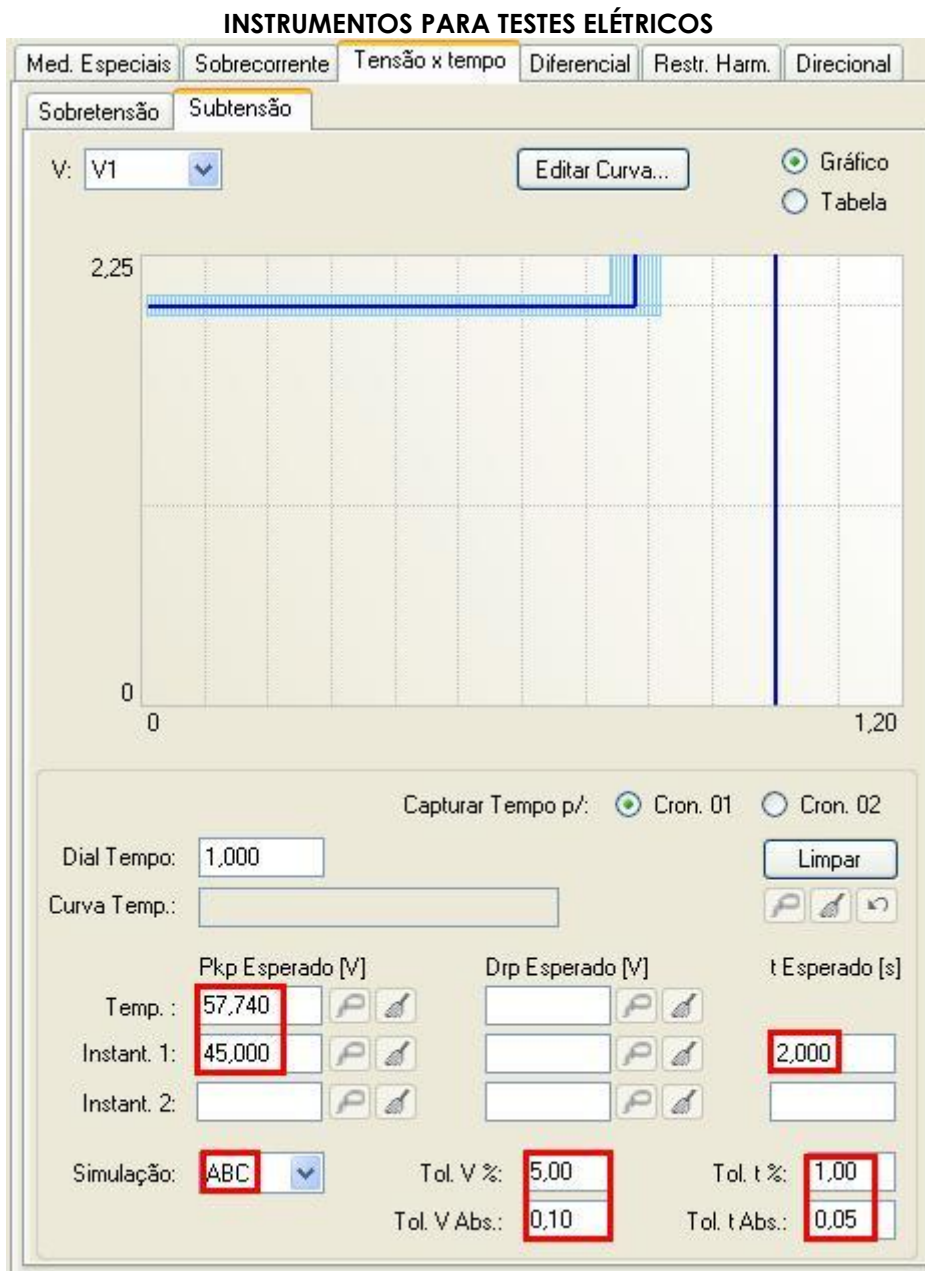 INSTRUMENTOS PARA TESTES ELÉTRICOS
Med. Especiais Sobrecorrente Tensão x tempo Diferencial Restr. Harm. Direcional
Sobretensão Subtensão
V: V1 Editar Curva... Gráfico
Tabela
2,25
0
0 1,20
Capturar Tempo p/: Cron. 01 Cron. 02
Dial Tempo: 1,000 Limpar
Curva Temp.:
Pkp Esperado [V] Drp Esperado [V] t Esperado [s]
Temp. : 57,740
Instant. 1: 45,000 2,000
Instant. 2:
Simulação: ABC Tol. V %: 5,00 Tol. t %: 1,00
Tol. V Abs.: 0,10 Tol. t Abs.: 0,05